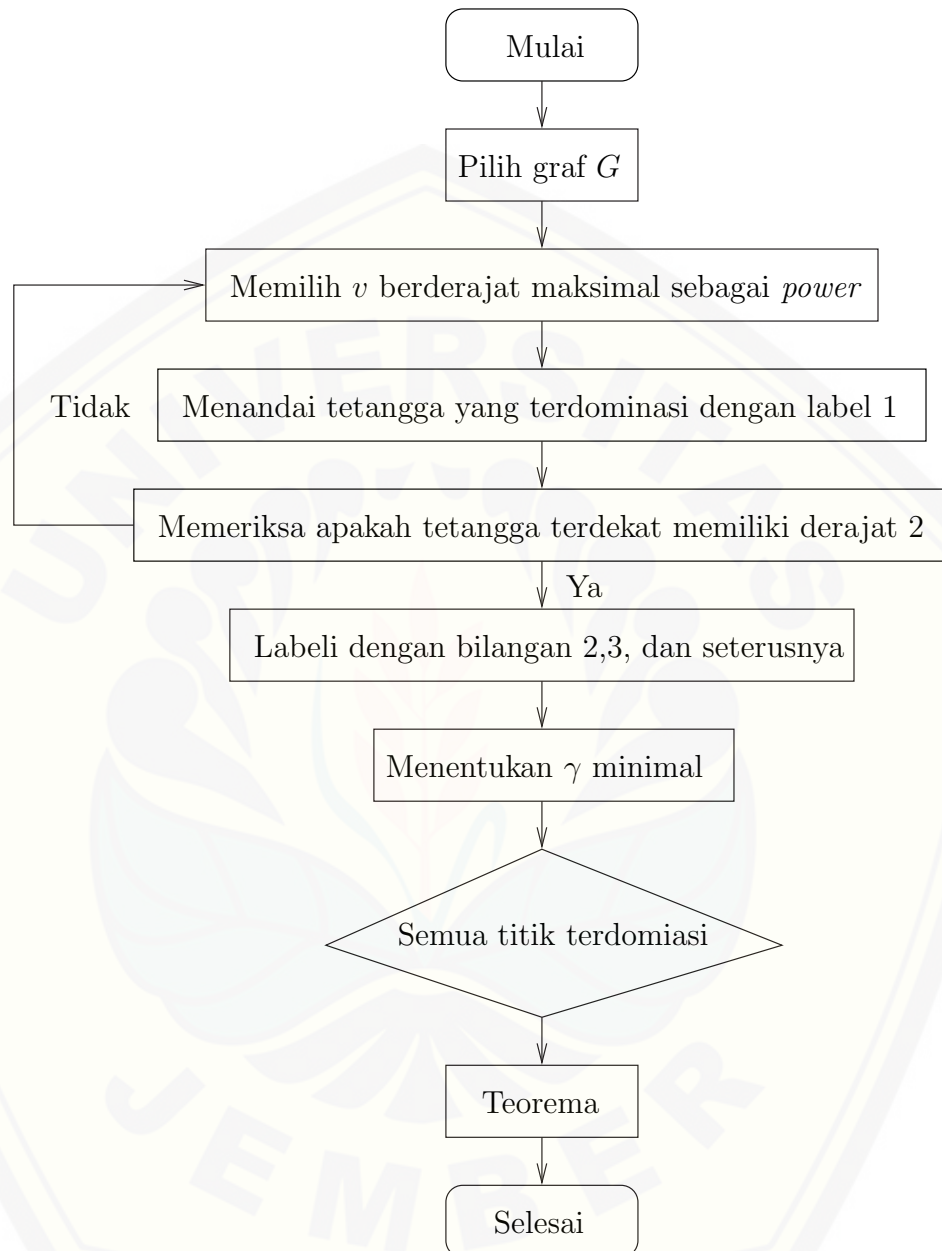 Mulai
Pilih graf G
Memilih v berderajat maksimal sebagai power
Tidak
Menandai tetangga yang terdominasi dengan label 1
Memeriksa apakah tetangga terdekat memiliki derajat 2
Ya
Labeli dengan bilangan 2,3, dan seterusnya
Menentukan γ minimal
Semua titik terdomiasi
Teorema
Selesai
UNIVERSITAS
JEMBER